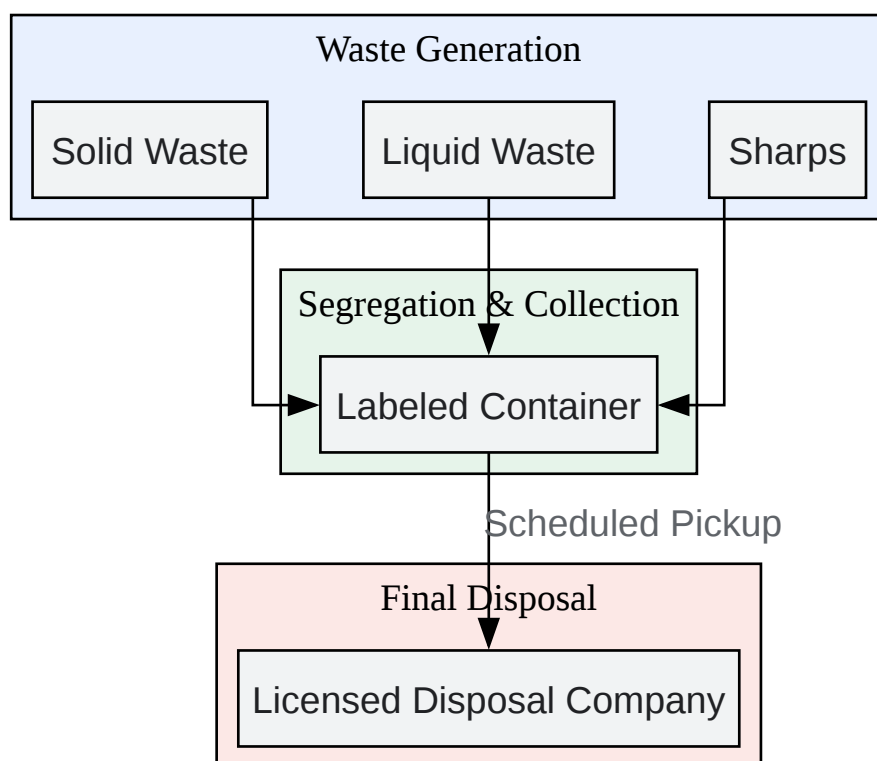 Waste Generation
Solid Waste
Liquid Waste
Sharps
Segregation & Collection
Labeled Container
Scheduled Pickup
Final Disposal
Licensed Disposal Company